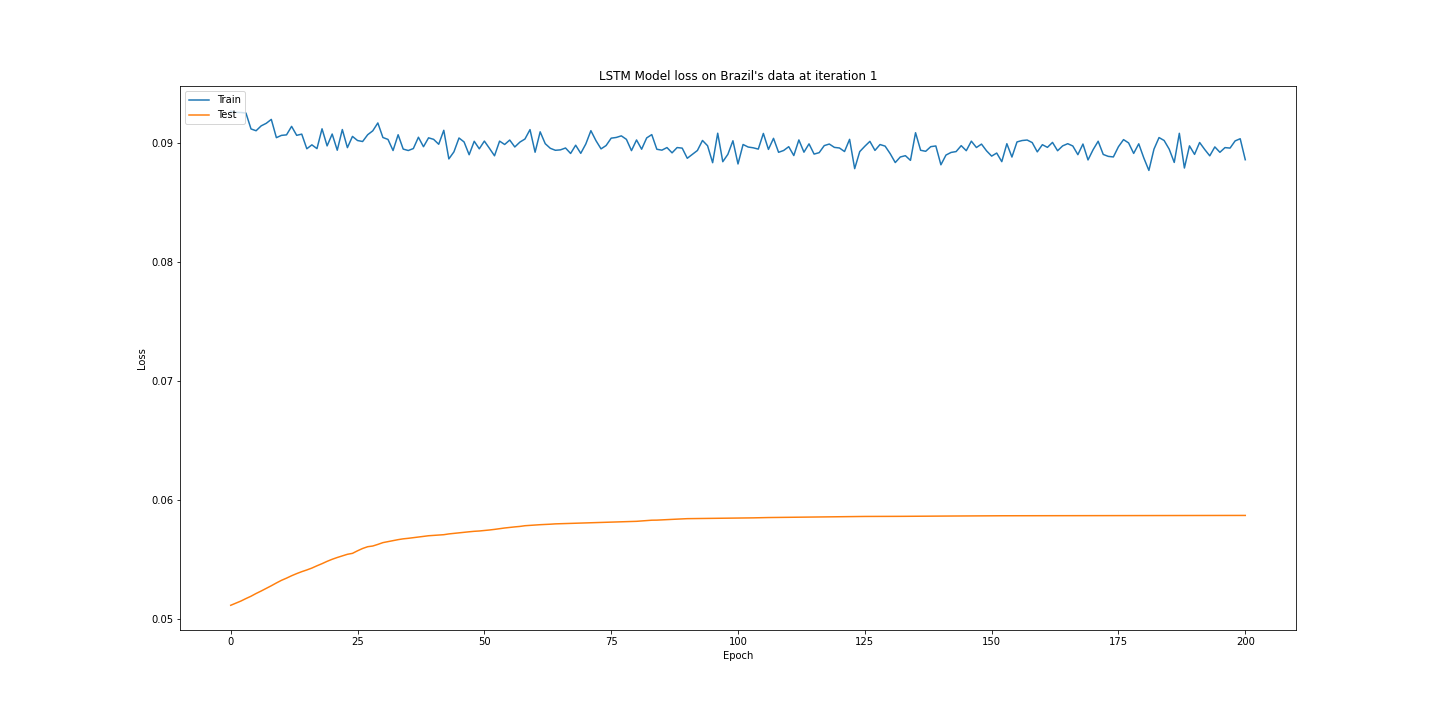 LSTM Model loss on Brazil's data at iteration 1
Train
Test
0.09
0.08
0.07
0.06
0.05
Loss
0 25 50 75 100 125 150 175 200
Epoch